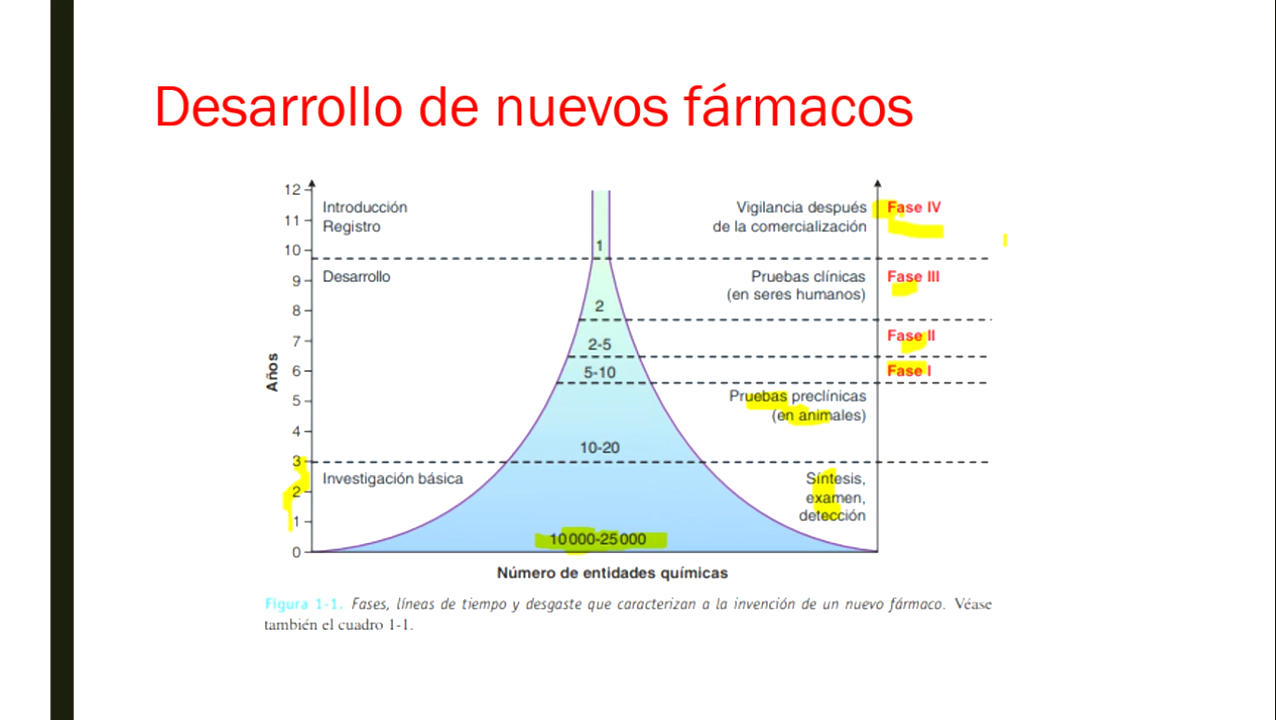 Desarrollo de nuevos fármacos
12
Introducción
Registro
Vigilancia después
de la comercialización
Fase IV
11
10
1
Desarrollo
Pruebas clínicas
(en seres humanos)
Fase III
9
8
2
7
2-5
Fase II
6
5-10
Fase I
Años
5
Pruebas preclínicas
(en animales)
4
10-20
3
Investigación básica
Síntesis,
examen,
detección
2
1
10 000-25 000
0
Número de entidades químicas
Figura 1-1. Fases, líneas de tiempo y desgaste que caracterizan a la invención de un nuevo fármaco. Véase
también el cuadro 1-1.